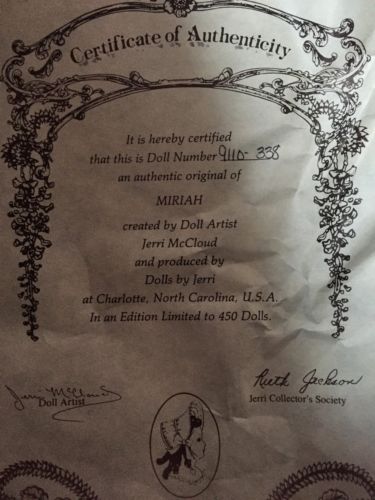 Certificate of Authenticity
It is hereby certified
that this is Doll Number 9110-338
an authentic original of
MIRIAH
created by Doll Artist
Jerri McCloud
and produced by
Dolls by Jerri
at Charlotte, North Carolina, U.S.A.
In an Edition Limited to 450 Dolls.
Jerri McCloud
Doll Artist
Ruth Jackson
Jerri Collector's Society